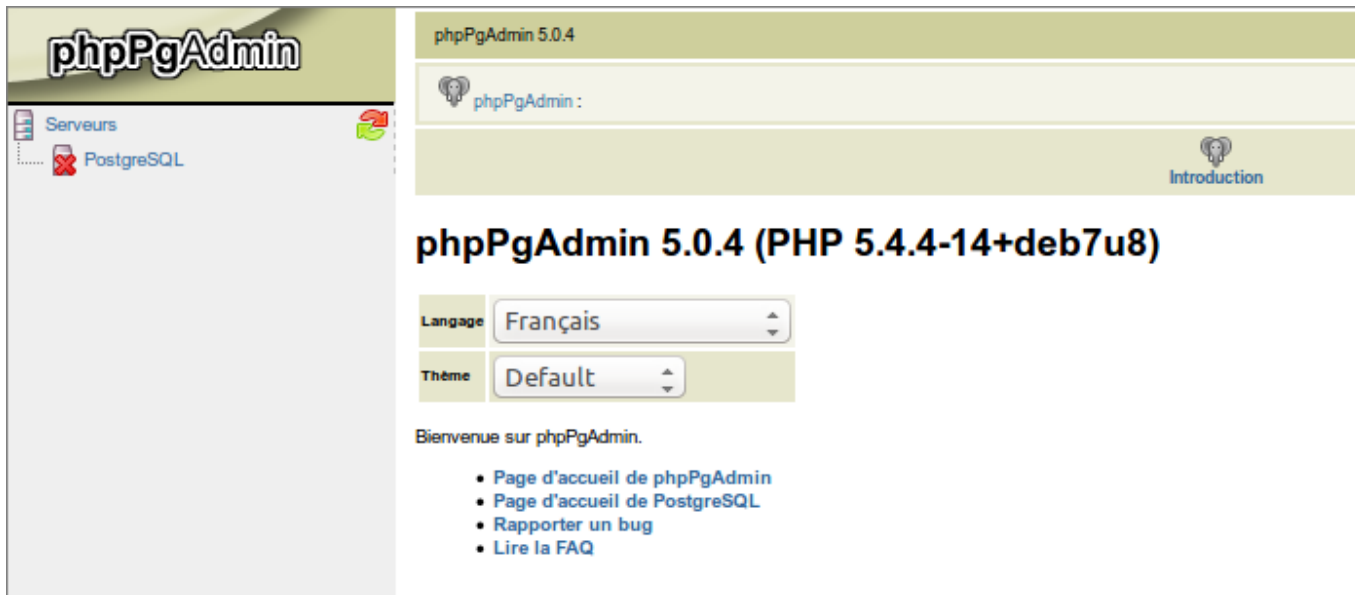 phpPgAdmin
Serveurs
PostgreSQL
phpPgAdmin 5.0.4
phpPgAdmin :
Introduction
phpPgAdmin 5.0.4 (PHP 5.4.4-14+deb7u8)
Langage Français
Thème Default
Bienvenue sur phpPgAdmin.
• Page d'accueil de phpPgAdmin
• Page d'accueil de PostgreSQL
• Rapporter un bug
• Lire la FAQ